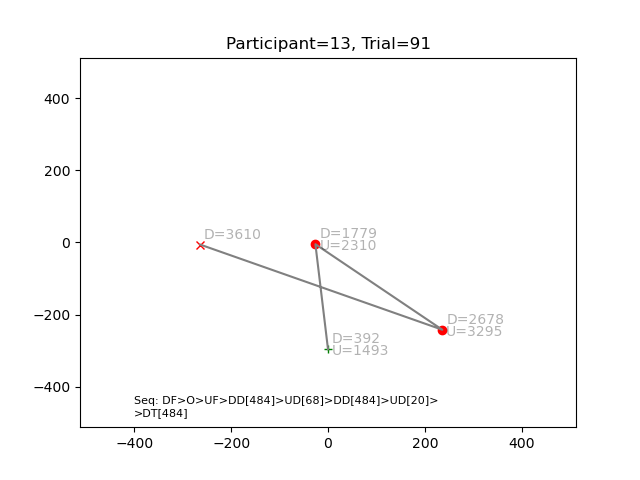 Participant=13, Trial=91
400
200
0
−200
−400
D=3610
D=1779
U=2310
D=2678
U=3295
D=392
U=1493
Seq: DF>O>UF>DD[484]>UD[68]>DD[484]>UD[20]>
>DT[484]
−400
−200
0
200
400